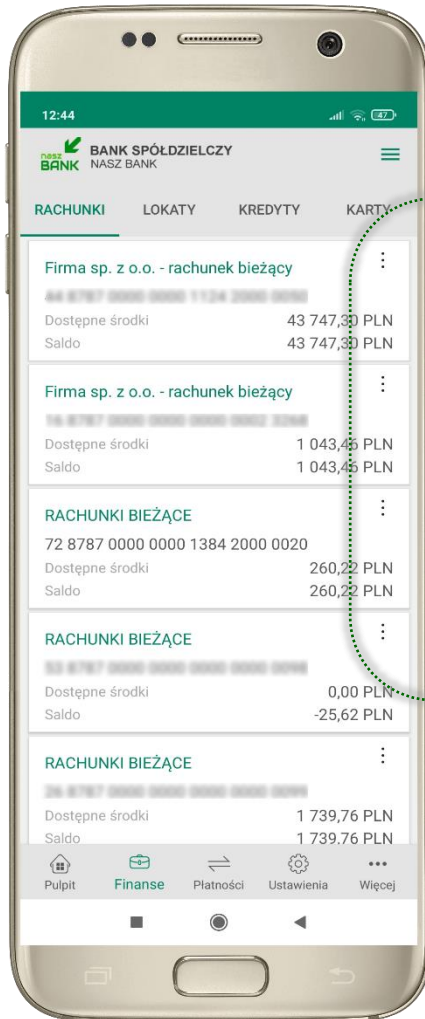 12:44
47
nasz BANK
BANK SPÓŁDZIELCZY
NASZ BANK
RACHUNKI LOKATY KREDYTY KARTY
Firma sp. z o.o. - rachunek bieżący
Dostępne środki 43 747,30 PLN
Saldo 43 747,30 PLN
Firma sp. z o.o. - rachunek bieżący
Dostępne środki 1 043,46 PLN
Saldo 1 043,46 PLN
RACHUNKI BIEŻĄCE
72 8787 0000 0000 1384 2000 0020
Dostępne środki 260,22 PLN
Saldo 260,22 PLN
RACHUNKI BIEŻĄCE
Dostępne środki 0,00 PLN
Saldo -25,62 PLN
RACHUNKI BIEŻĄCE
Dostępne środki 1 739,76 PLN
Saldo 1 739,76 PLN
Pulpit Finanse Płatności Ustawienia Więcej